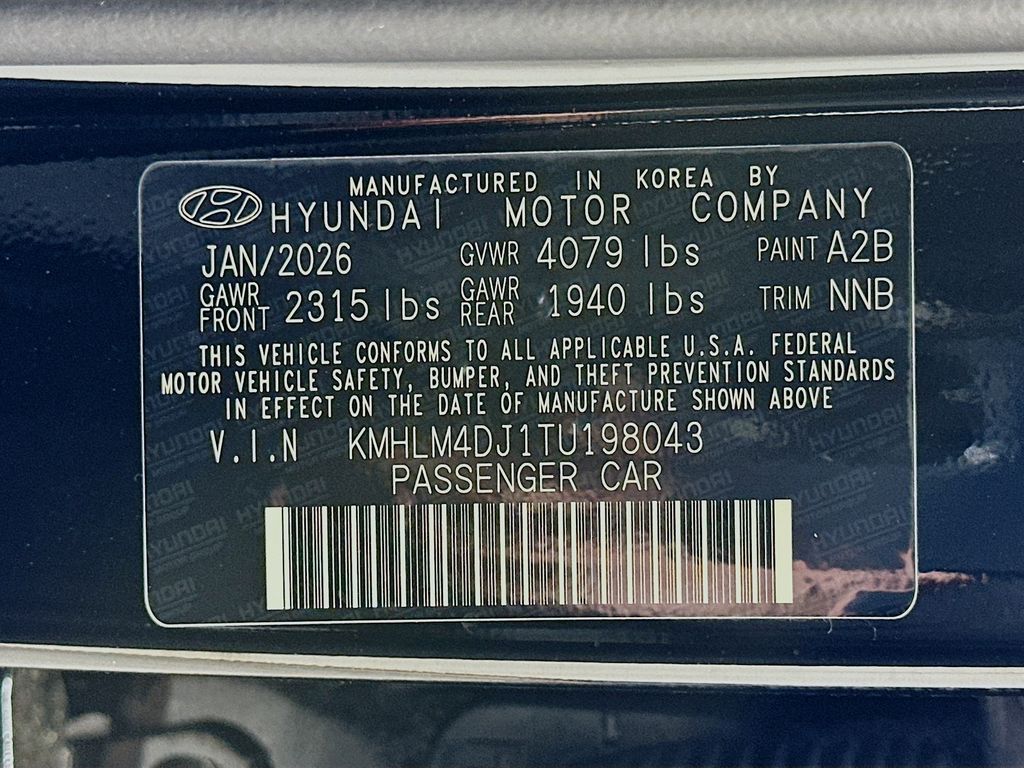 MANUFACTURED IN KOREA BY
HYUNDAI MOTOR COMPANY
JAN/2026 GVWR 4079 lbs PAINT A2B
GAWR FRONT 2315 lbs GAWR REAR 1940 lbs TRIM NNB
THIS VEHICLE CONFORMS TO ALL APPLICABLE U.S.A. FEDERAL
MOTOR VEHICLE SAFETY, BUMPER, AND THEFT PREVENTION STANDARDS
IN EFFECT ON THE DATE OF MANUFACTURE SHOWN ABOVE
V.I.N KMHLM4DJ1TU198043
PASSENGER CAR